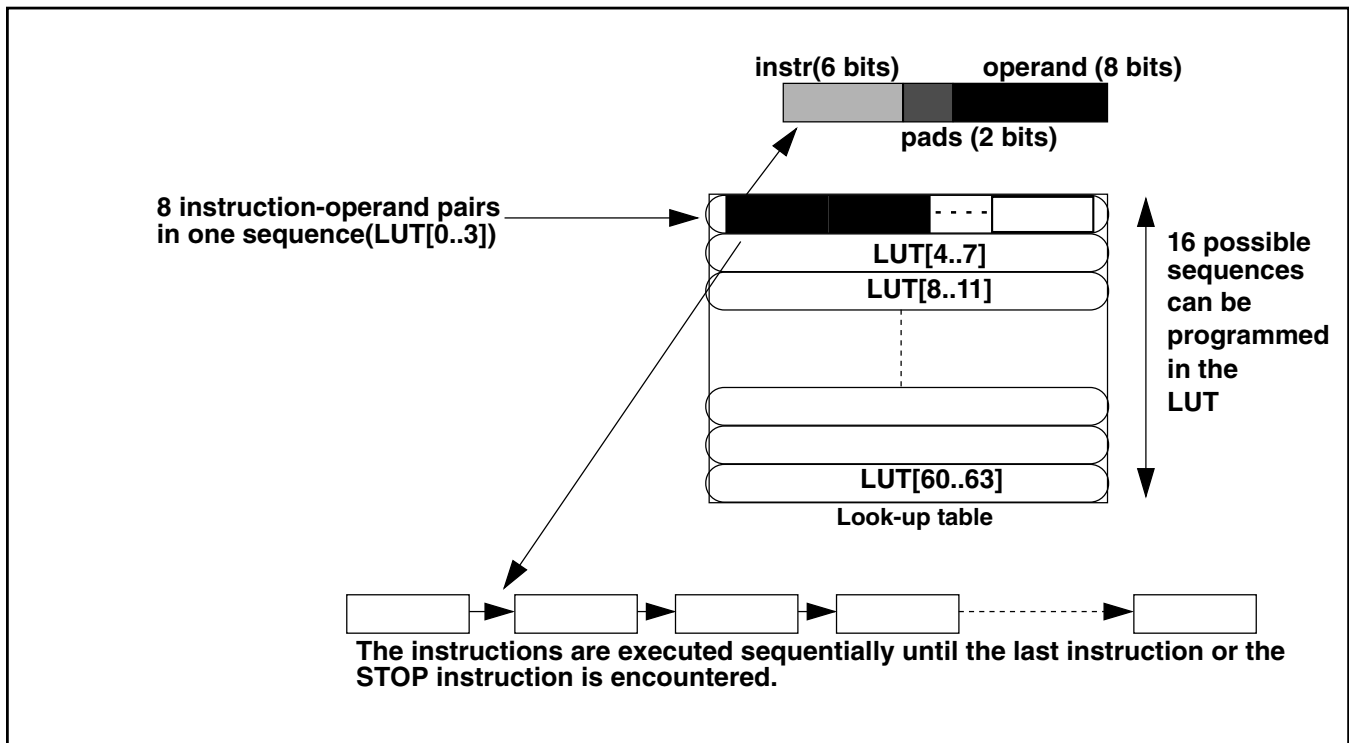 instr(6 bits)
operand (8 bits)
pads (2 bits)
8 instruction-operand pairs
in one sequence(LUT[0..3])
LUT[4..7]
LUT[8..11]
16 possible
sequences
can be
programmed
in the
LUT
LUT[60..63]
Look-up table
The instructions are executed sequentially until the last instruction or the
STOP instruction is encountered.